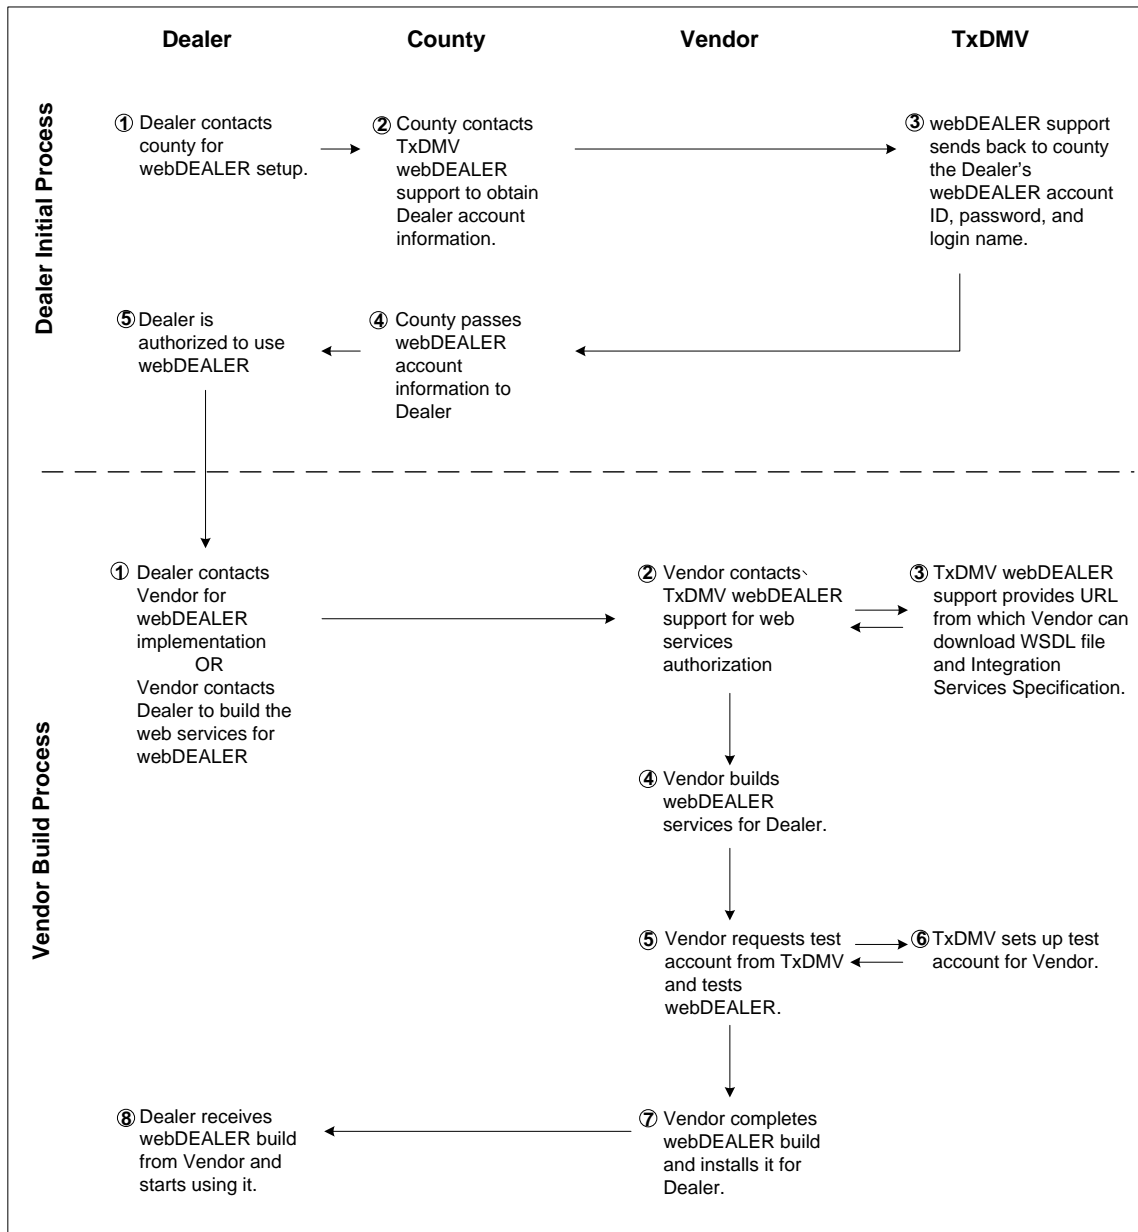 Dealer
County
Vendor
TxDMV
Dealer Initial Process
① Dealer contacts
county for
webDEALER setup.
② County contacts
TxDMV
webDEALER
support to obtain
Dealer account
information.
③ webDEALER support
sends back to county
the Dealer's
webDEALER account
ID, password, and
login name.
④ County passes
webDEALER
account
information to
Dealer
⑤ Dealer is
authorized to use
webDEALER
Vendor Build Process
① Dealer contacts
Vendor for
webDEALER
implementation
OR
Vendor contacts
Dealer to build the
web services for
webDEALER
② Vendor contacts
TxDMV webDEALER
support for web
services
authorization
③ TxDMV webDEALER
support provides URL
from which Vendor can
download WSDL file
and Integration
Services Specification.
④ Vendor builds
webDEALER
services for Dealer.
⑤ Vendor requests test
account from TxDMV
and tests
webDEALER.
⑥ TxDMV sets up test
account for Vendor.
⑦ Vendor completes
webDEALER build
and installs it for
Dealer.
⑧ Dealer receives
webDEALER build
from Vendor and
starts using it.